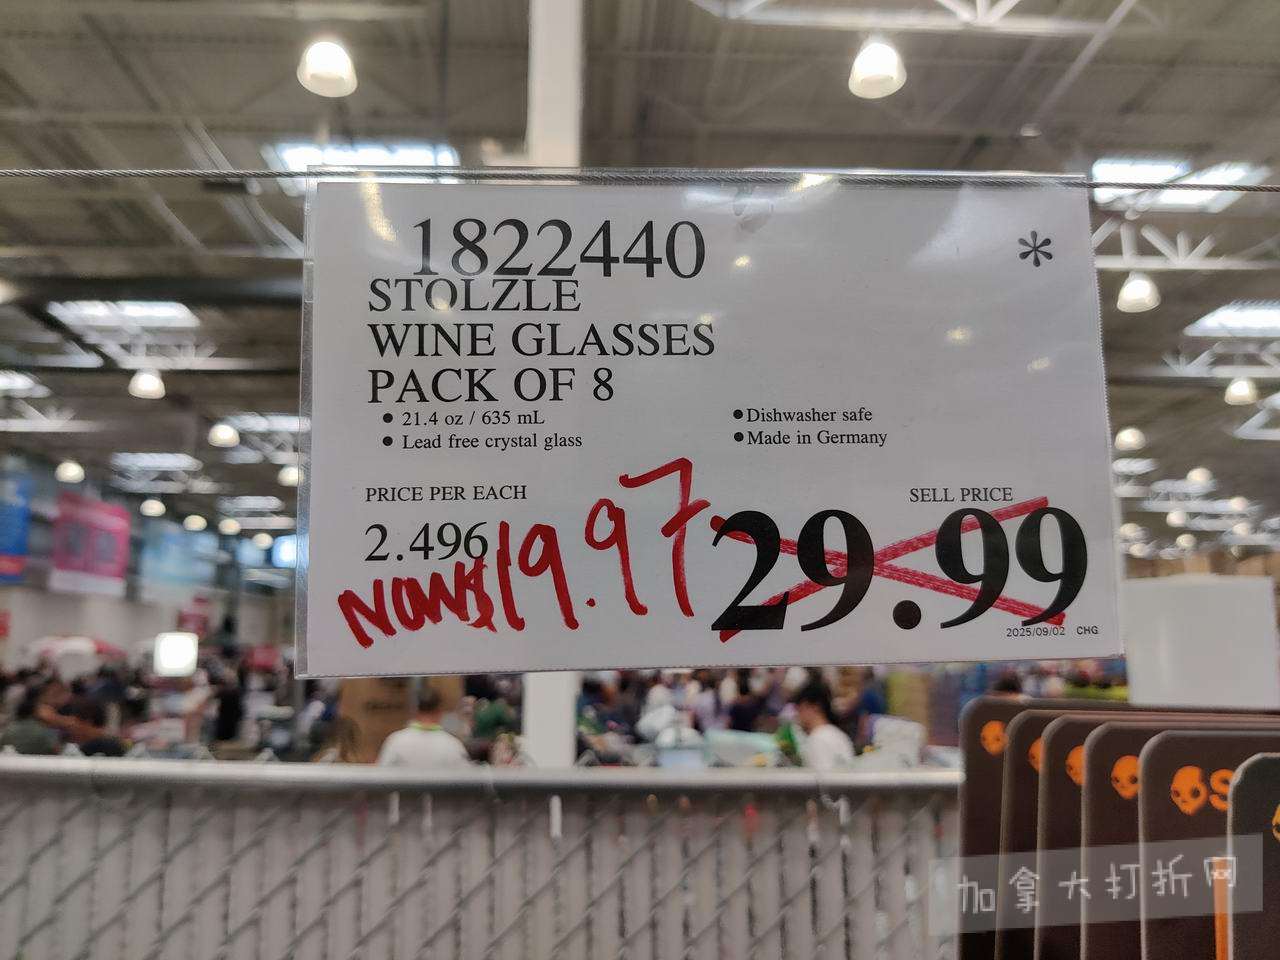 1822440
*
STOLZLE
WINE GLASSES
PACK OF 8
• 21.4 oz / 635 mL
• Lead free crystal glass
• Dishwasher safe
• Made in Germany
PRICE PER EACH
2.496
NOW $19.97
SELL PRICE
29.99
2025/09/02 CHG
加拿大打折网